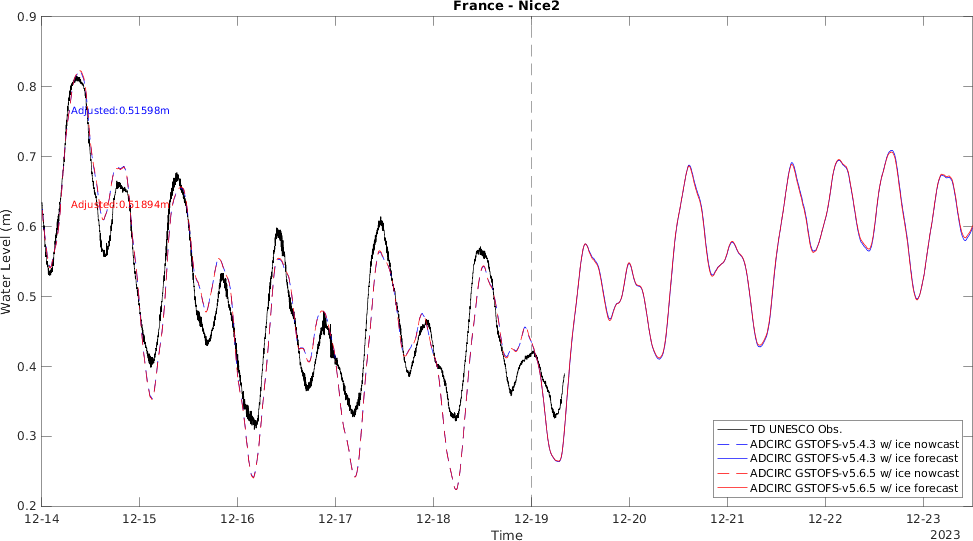 France - Nice2
0.9
0.8
0.7
0.6
0.5
0.4
0.3
0.2
Water Level (m)
Adjusted:0.51598m
Adjusted:0.51894m
TD UNESCO Obs.
ADCIRC GSTOFS-v5.4.3 w/ ice nowcast
ADCIRC GSTOFS-v5.4.3 w/ ice forecast
ADCIRC GSTOFS-v5.6.5 w/ ice nowcast
ADCIRC GSTOFS-v5.6.5 w/ ice forecast
12-14 12-15 12-16 12-17 12-18 12-19 12-20 12-21 12-22 12-23
Time
2023